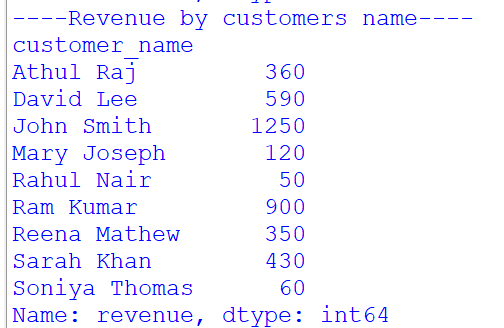 ----Revenue by customers name----
customer_name
Athul Raj         360
David Lee         590
John Smith       1250
Mary Joseph       120
Rahul Nair         50
Ram Kumar         900
Reena Mathew      350
Sarah Khan        430
Soniya Thomas      60
Name: revenue, dtype: int64